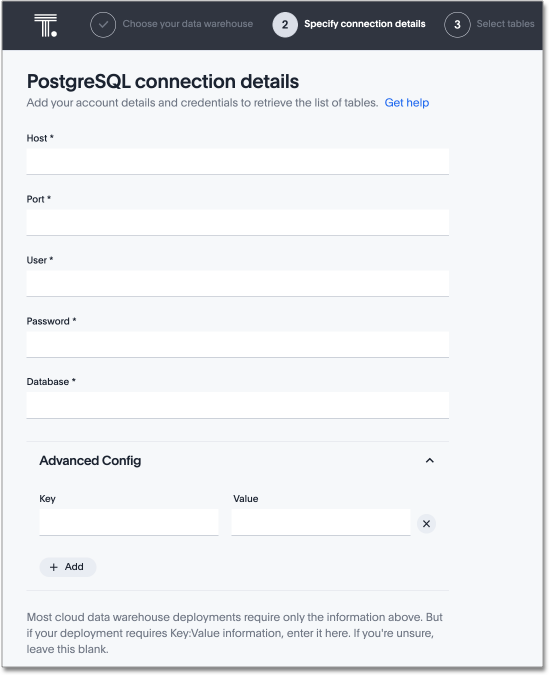 T.
Choose your data warehouse 2 Specify connection details 3 Select tables
PostgreSQL connection details
Add your account details and credentials to retrieve the list of tables. Get help
Host *
Port *
User *
Password *
Database *
Advanced Config
Key Value
+ Add
Most cloud data warehouse deployments require only the information above. But
if your deployment requires Key:Value information, enter it here. If you're unsure,
leave this blank.